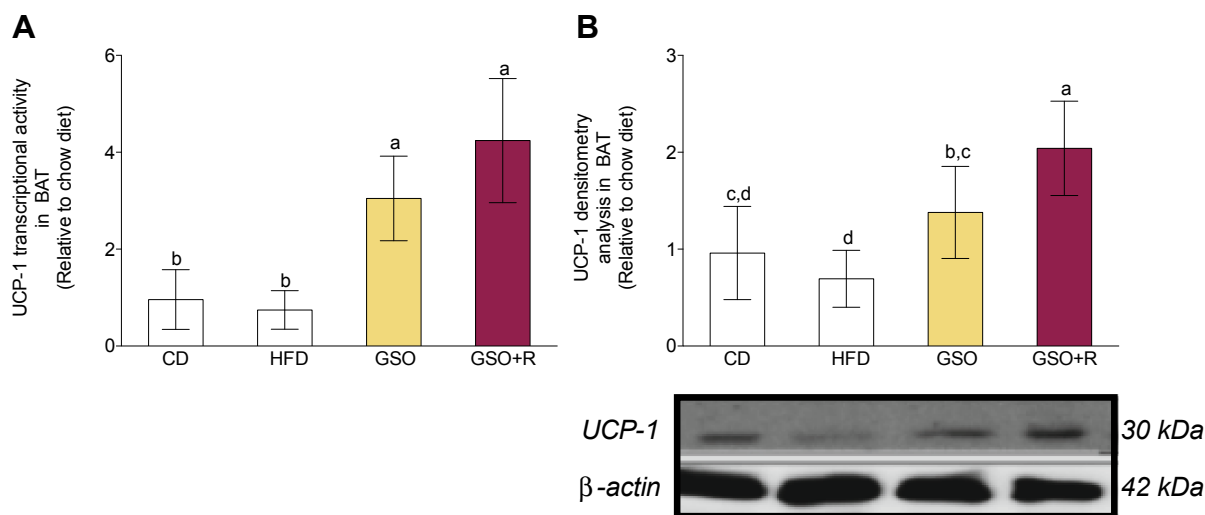 A
UCP-1 transcriptional activity
in BAT
(Relative to chow diet)
6
4
2
0
b
b
a
a
CD
HFD
GSO
GSO+R
B
UCP-1 densitometry
analysis in BAT
(Relative to chow diet)
3
2
1
0
c,d
d
b,c
a
CD
HFD
GSO
GSO+R
UCP-1
30 kDa
β-actin
42 kDa